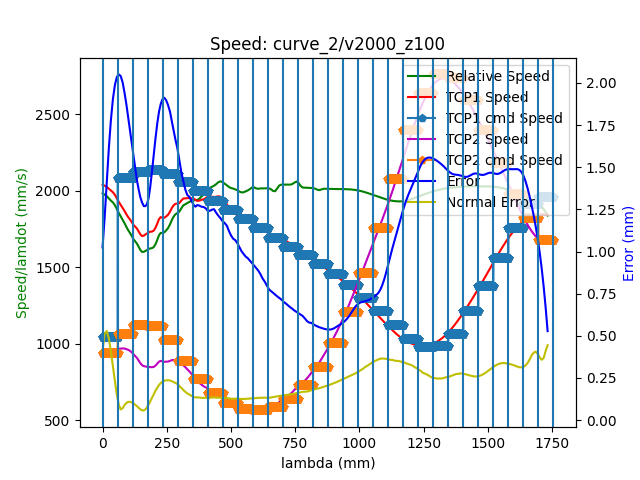 Speed: curve_2/v2000_z100
Relative Speed
TCP1 Speed
TCP1 cmd Speed
TCP2 Speed
TCP2 cmd Speed
Error
Normal Error
Speed/lamdot (mm/s)
2500
2000
1500
1000
500
Error (mm)
2.00
1.75
1.50
1.25
1.00
0.75
0.50
0.25
0.00
0 250 500 750 1000 1250 1500 1750
lambda (mm)